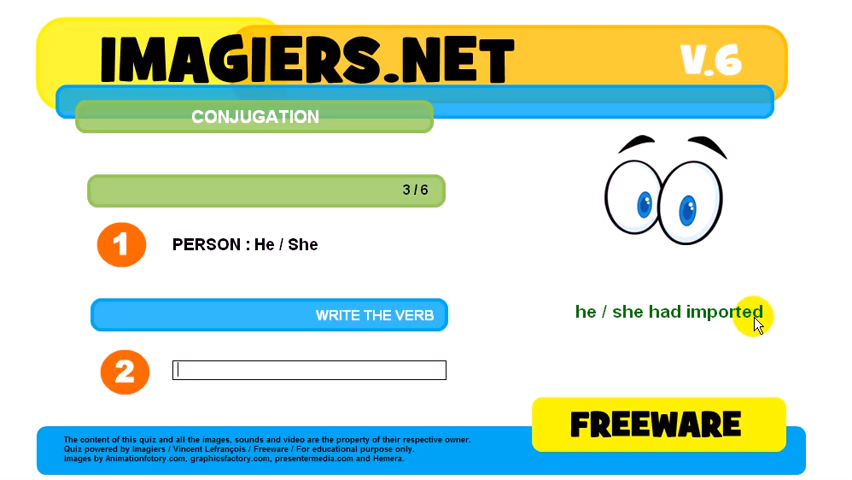 IMAGIERS.NET
V.6
CONJUGATION
3 / 6
1
PERSON : He / She
WRITE THE VERB
he / she had imported
2
FREEWARE
The content of this quiz and all the images, sounds and video are the property of their respective owner.
Quiz powered by Imagiers / Vincent Lefrançois / Freeware / For educational purpose only.
Images by Animationfctory.com, graphicsfactory.com, presentermedia.com and Hemera.